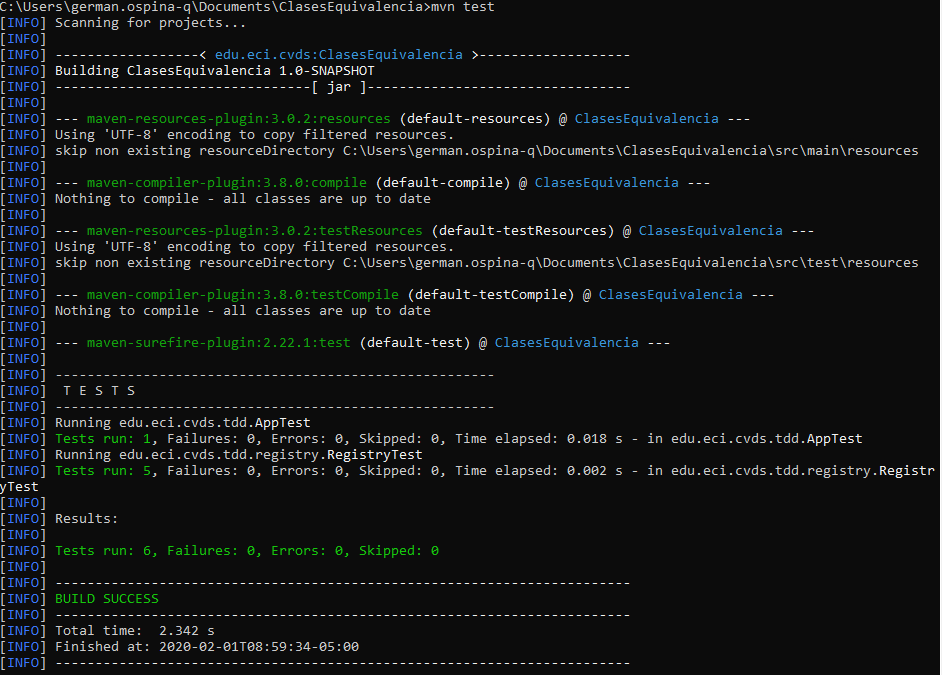 C:\Users\german.ospina-q\Documents\ClasesEquivalencia>mvn test
[INFO] Scanning for projects...
[INFO]
[INFO] ------------------< edu.eci.cvds:ClasesEquivalencia >-------------------
[INFO] Building ClasesEquivalencia 1.0-SNAPSHOT
[INFO] --------------------------------[ jar ]---------------------------------
[INFO]
[INFO] --- maven-resources-plugin:3.0.2:resources (default-resources) @ ClasesEquivalencia ---
[INFO] Using 'UTF-8' encoding to copy filtered resources.
[INFO] skip non existing resourceDirectory C:\Users\german.ospina-q\Documents\ClasesEquivalencia\src\main\resources
[INFO]
[INFO] --- maven-compiler-plugin:3.8.0:compile (default-compile) @ ClasesEquivalencia ---
[INFO] Nothing to compile - all classes are up to date
[INFO]
[INFO] --- maven-resources-plugin:3.0.2:testResources (default-testResources) @ ClasesEquivalencia ---
[INFO] Using 'UTF-8' encoding to copy filtered resources.
[INFO] skip non existing resourceDirectory C:\Users\german.ospina-q\Documents\ClasesEquivalencia\src\test\resources
[INFO]
[INFO] --- maven-compiler-plugin:3.8.0:testCompile (default-testCompile) @ ClasesEquivalencia ---
[INFO] Nothing to compile - all classes are up to date
[INFO]
[INFO] --- maven-surefire-plugin:2.22.1:test (default-test) @ ClasesEquivalencia ---
[INFO]
[INFO] -------------------------------------------------------
[INFO]  T E S T S
[INFO] -------------------------------------------------------
[INFO] Running edu.eci.cvds.tdd.AppTest
[INFO] Tests run: 1, Failures: 0, Errors: 0, Skipped: 0, Time elapsed: 0.018 s - in edu.eci.cvds.tdd.AppTest
[INFO] Running edu.eci.cvds.tdd.registry.RegistryTest
[INFO] Tests run: 5, Failures: 0, Errors: 0, Skipped: 0, Time elapsed: 0.002 s - in edu.eci.cvds.tdd.registry.Registr
yTest
[INFO]
[INFO] Results:
[INFO]
[INFO] Tests run: 6, Failures: 0, Errors: 0, Skipped: 0
[INFO]
[INFO] ------------------------------------------------------------------------
[INFO] BUILD SUCCESS
[INFO] ------------------------------------------------------------------------
[INFO] Total time:  2.342 s
[INFO] Finished at: 2020-02-01T08:59:34-05:00
[INFO] ------------------------------------------------------------------------